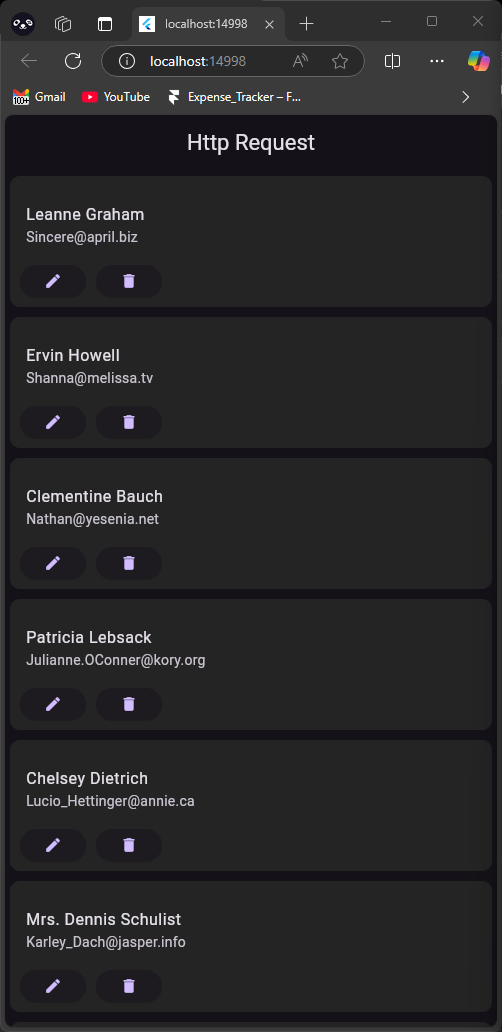 localhost:14998
localhost:14998
100+ Gmail YouTube Expense_Tracker – F...
Http Request
Leanne Graham
Sincere@april.biz
Ervin Howell
Shanna@melissa.tv
Clementine Bauch
Nathan@yesenia.net
Patricia Lebsack
Julianne.OConner@kory.org
Chelsey Dietrich
Lucio_Hettinger@annie.ca
Mrs. Dennis Schulist
Karley_Dach@jasper.info